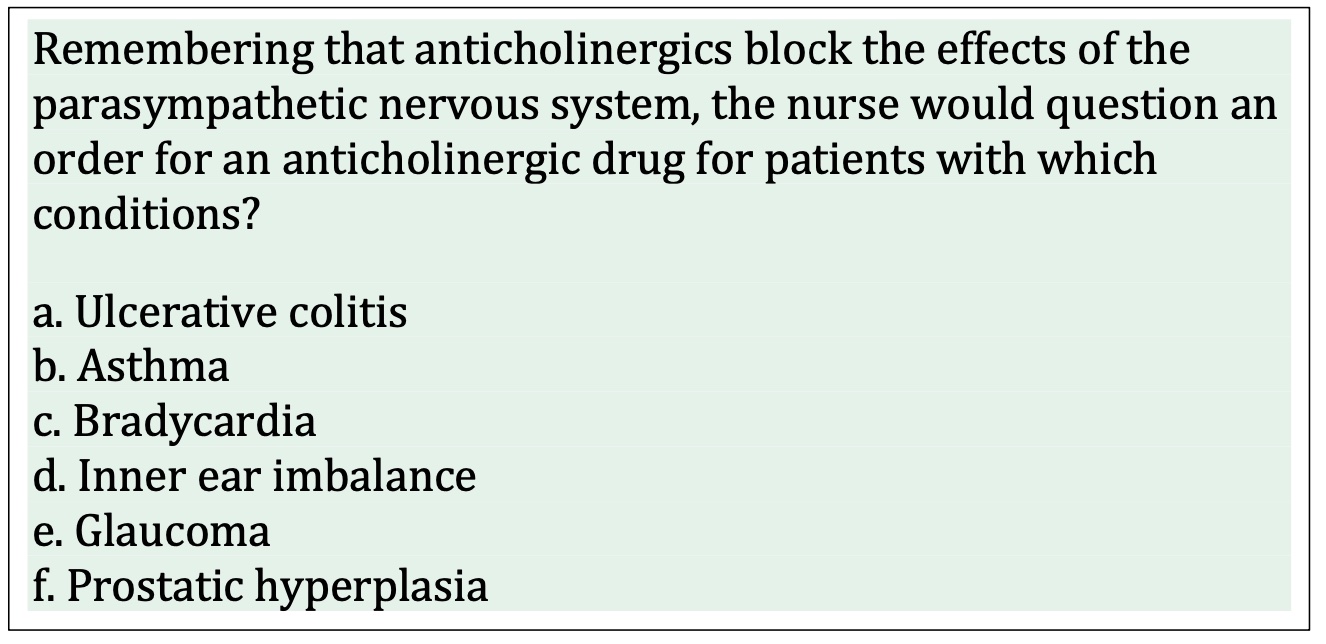 Remembering that anticholinergics block the effects of the
parasympathetic nervous system, the nurse would question an
order for an anticholinergic drug for patients with which
conditions?
a. Ulcerative colitis
b. Asthma
c. Bradycardia
d. Inner ear imbalance
e. Glaucoma
f. Prostatic hyperplasia